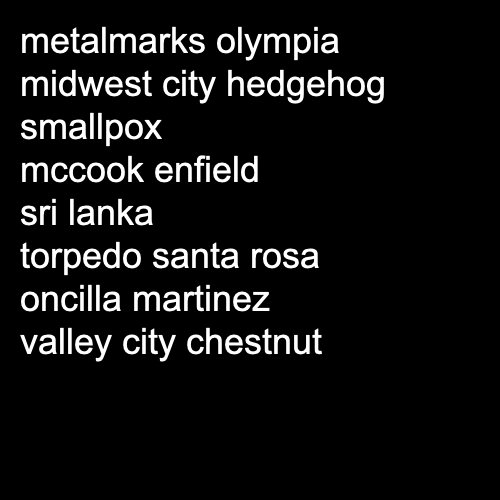 metalmarks olympia
midwest city hedgehog
smallpox
mccook enfield
sri lanka
torpedo santa rosa
oncilla martinez
valley city chestnut